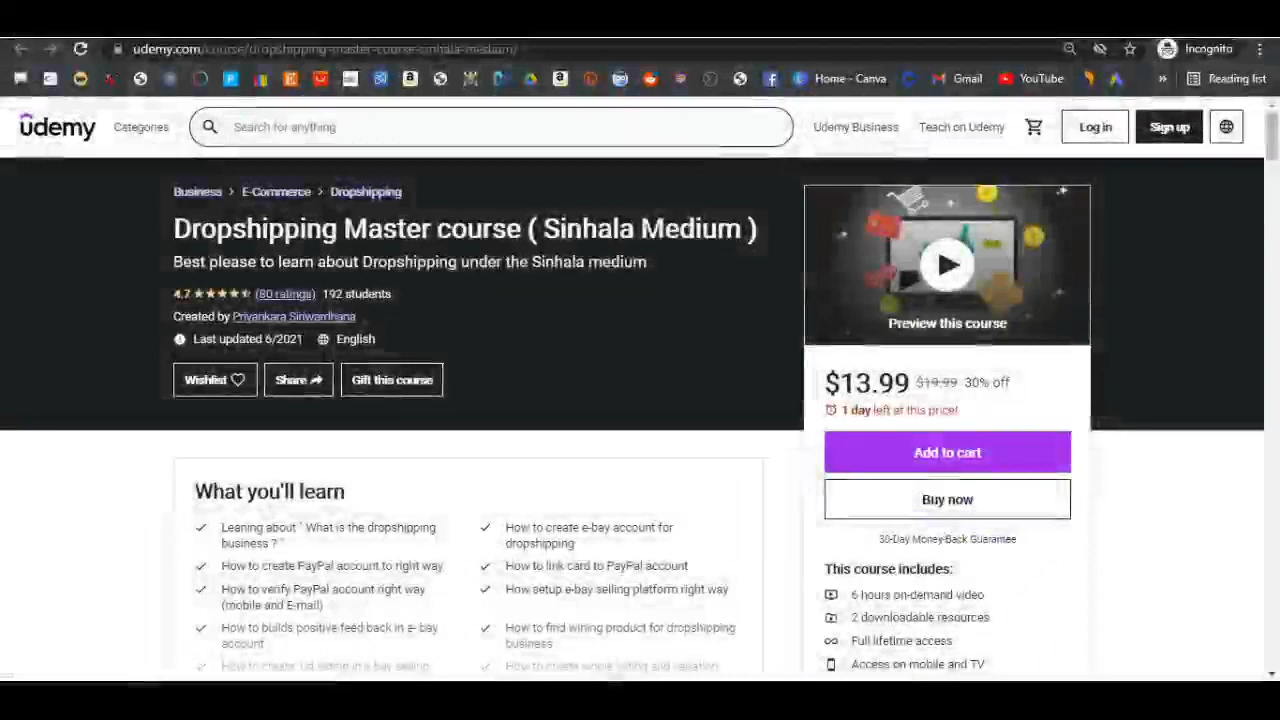 udemy.com/course/dropshipping-master-course-sinhala-medium/
Incognito
Home - Canva
Gmail
YouTube
»
Reading list
udemy
Categories
Search for anything
Udemy Business
Teach on Udemy
Log in
Sign up
Business > E-Commerce > Dropshipping
Dropshipping Master course ( Sinhala Medium )
Best please to learn about Dropshipping under the Sinhala medium
4.7 (80 ratings) 192 students
Created by Priyankara Siriwardhana
Last updated 6/2021 English
Wishlist
Share
Gift this course
Preview this course
$13.99 $19.99 30% off
1 day left at this price!
Add to cart
Buy now
30-Day Money-Back Guarantee
This course includes:
6 hours on-demand video
2 downloadable resources
Full lifetime access
Access on mobile and TV
What you'll learn
Leaning about ` What is the dropshipping
business ? ``
How to create PayPal account to right way
How to verify PayPal account right way
(mobile and E-mail)
How to builds positive feed back in e- bay
account
How to create
selling
How to create e-bay account for
dropshipping
How to link card to PayPal account
How setup e-bay selling platform right way
How to find wining product for dropshipping
business
How to create
listing and